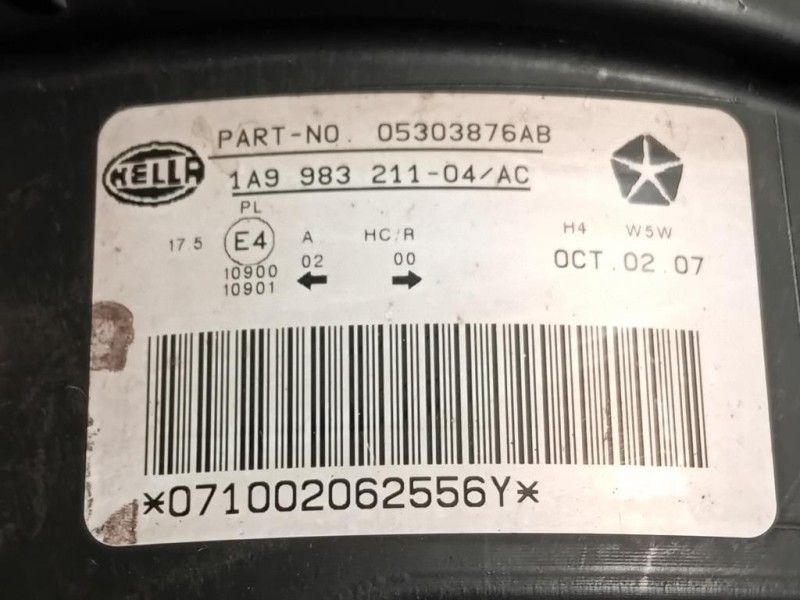 HELLA
PART-NO. 05303876AB
1A9 983 211-04/AC
PL
17.5 E4 A HC/R H4 W5W
10900 02 00 OCT.02.07
10901
*071002062556Y*